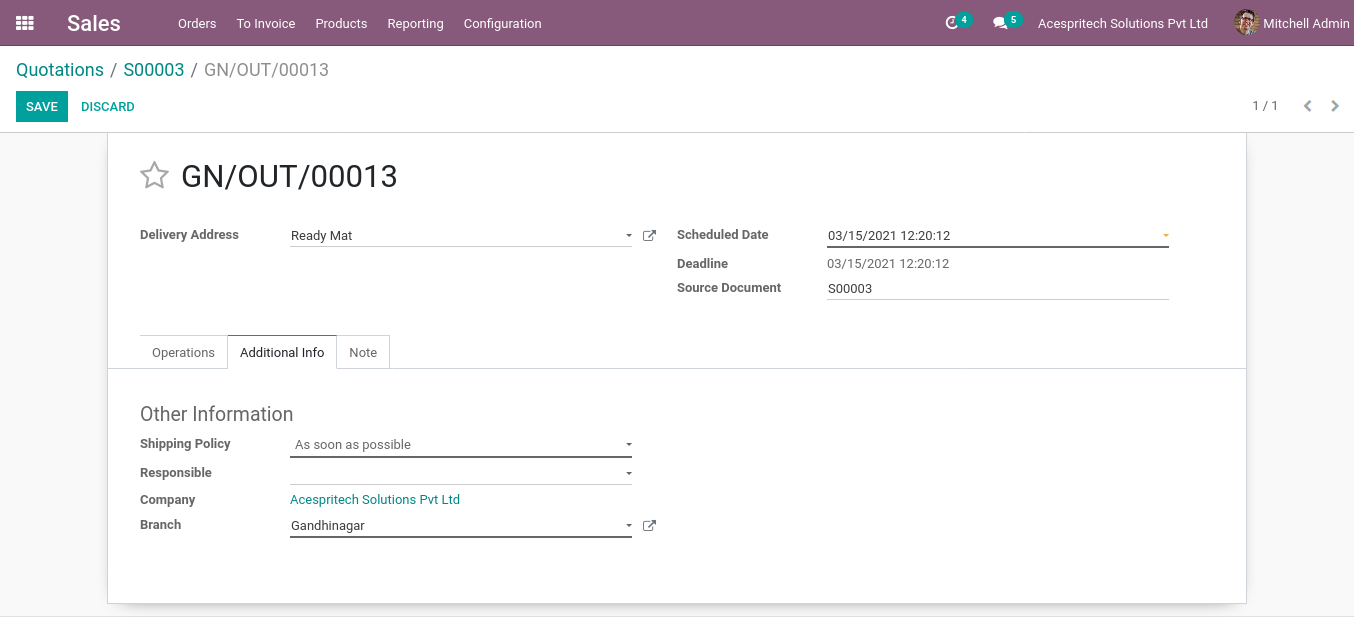 Sales Orders To Invoice Products Reporting Configuration 4 5 Acespritech Solutions Pvt Ltd Mitchell Admin
Quotations / S00003 / GN/OUT/00013
SAVE DISCARD 1 / 1
GN/OUT/00013
Delivery Address Ready Mat Scheduled Date 03/15/2021 12:20:12
Deadline 03/15/2021 12:20:12
Source Document S00003
Operations Additional Info Note
Other Information
Shipping Policy As soon as possible
Responsible
Company Acespritech Solutions Pvt Ltd
Branch Gandhinagar